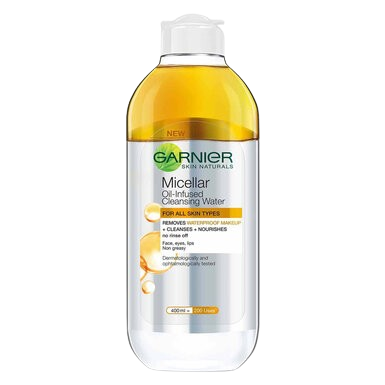 NEW
GARNIER
SKIN NATURALS
Micellar
Oil-Infused
Cleansing Water
FOR ALL SKIN TYPES
REMOVES WATERPROOF MAKEUP
+ CLEANSES + NOURISHES
no rinse off
Face, eyes, lips
Non greasy
Dermatologically and
ophtalmologically tested
400ml =